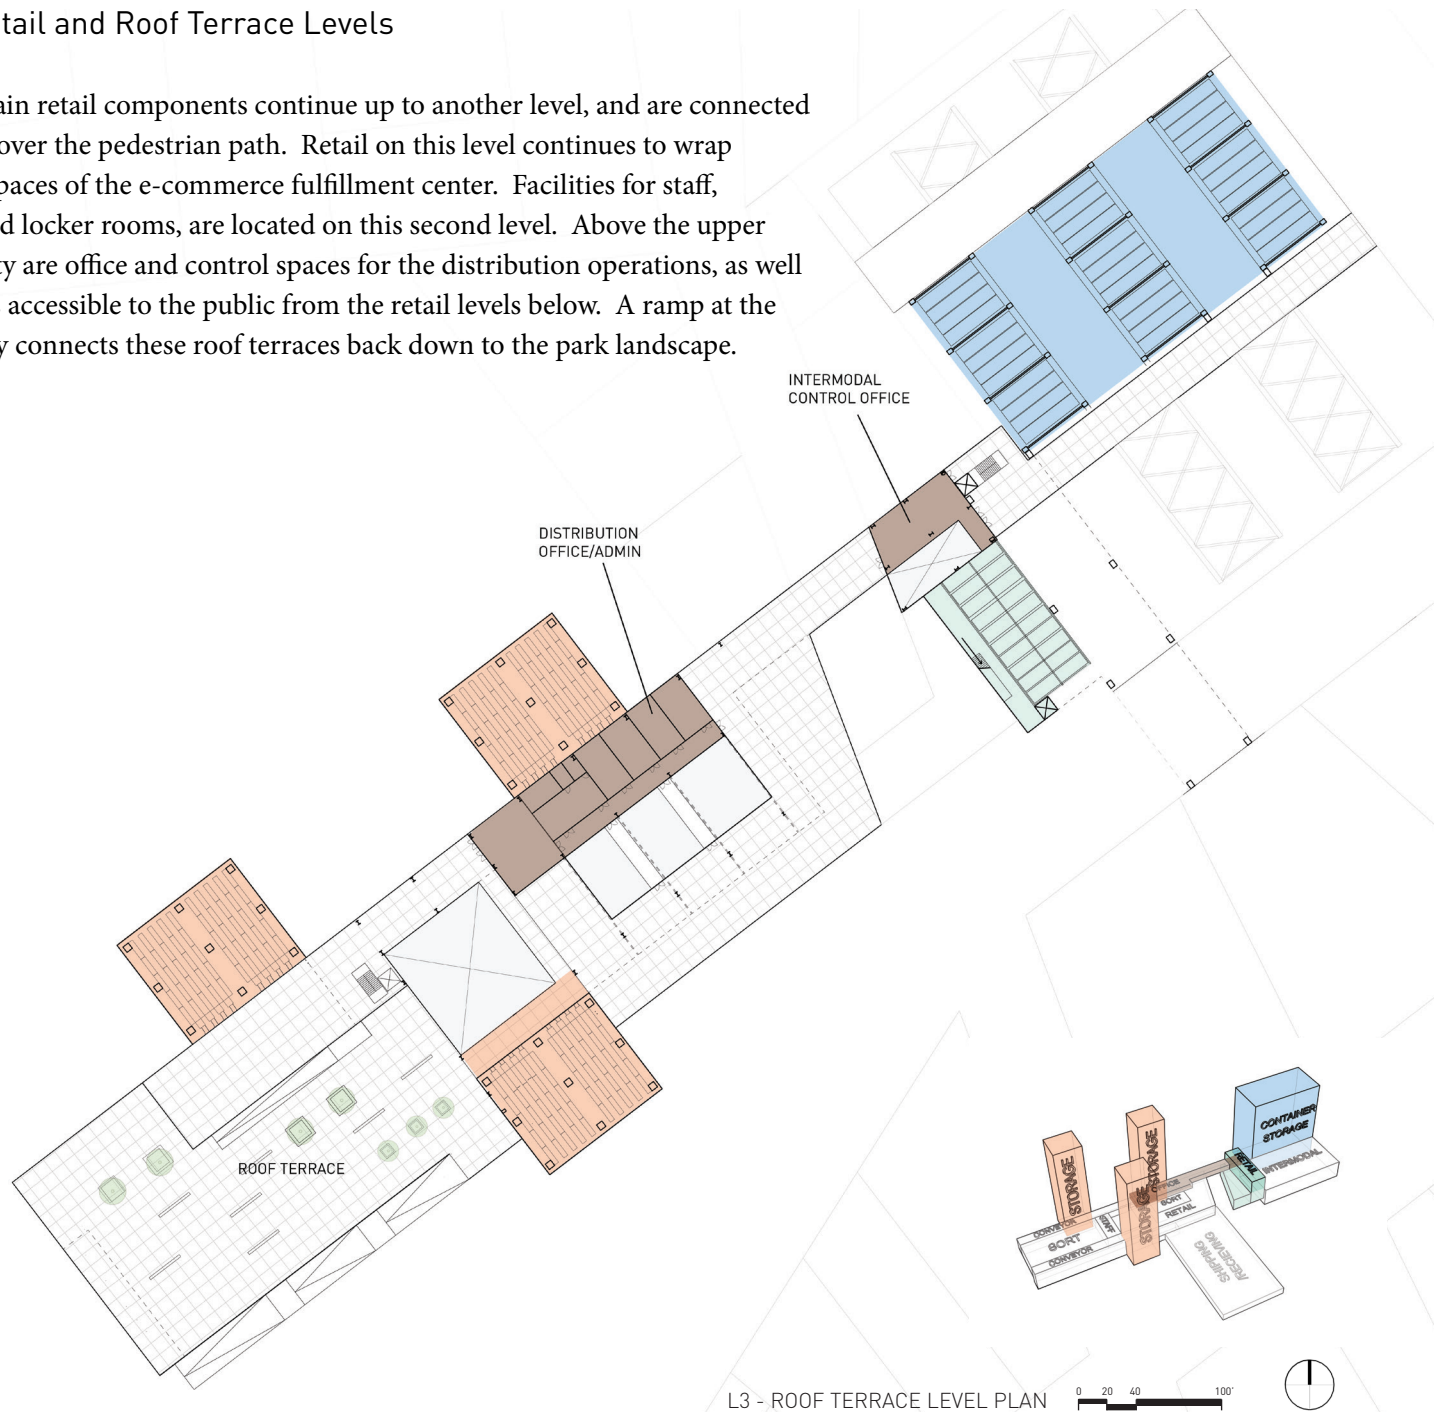 tail and Roof Terrace Levels
ain retail components continue up to another level, and are connected
over the pedestrian path. Retail on this level continues to wrap
paces of the e-commerce fulfillment center. Facilities for staff,
d locker rooms, are located on this second level. Above the upper
ty are office and control spaces for the distribution operations, as well
accessible to the public from the retail levels below. A ramp at the
y connects these roof terraces back down to the park landscape.
INTERMODAL
CONTROL OFFICE
DISTRIBUTION
OFFICE/ADMIN
ROOF TERRACE
CONTAINER
STORAGE
RETAIL
INTERMODAL
STORAGE
STORAGE
STORAGE
OFFICE
SORT
RETAIL
STAFF
CONVEYOR
SORT
CONVEYOR
SHIPPING
/RECIEVING
L3 - ROOF TERRACE LEVEL PLAN
0 20 40 100'